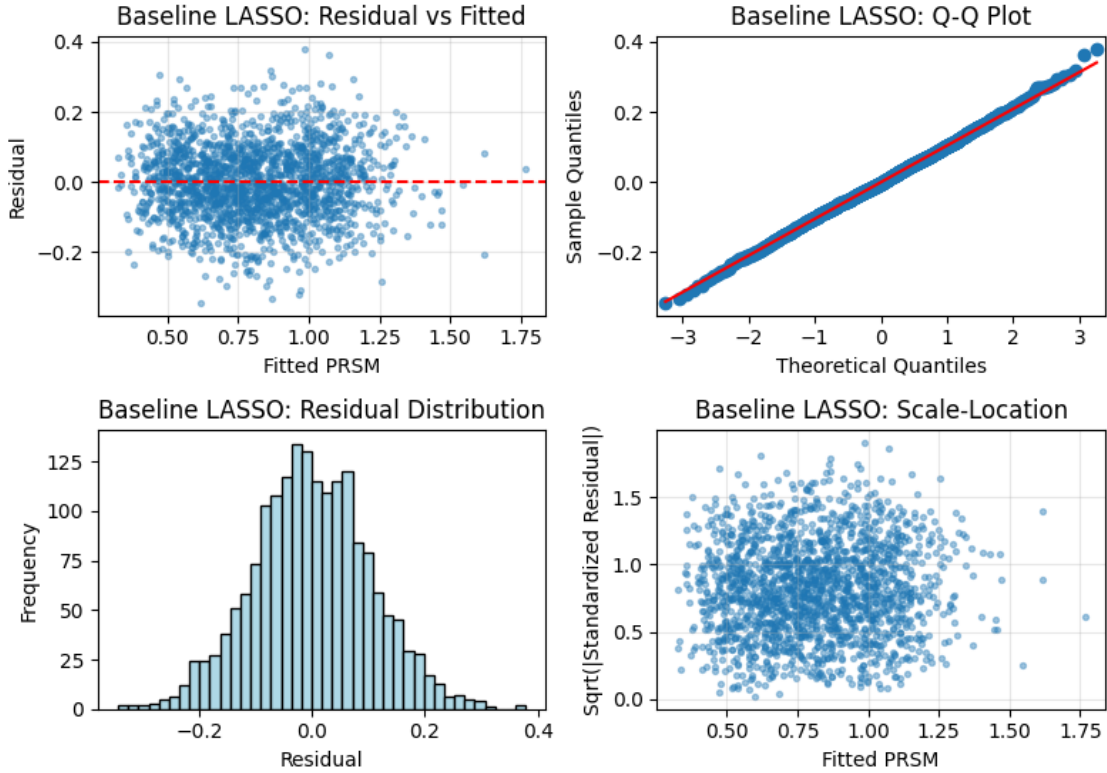 Baseline LASSO: Residual vs Fitted
0.4
0.2
0.0
−0.2
Residual
0.50 0.75 1.00 1.25 1.50 1.75
Fitted PRSM
Baseline LASSO: Q-Q Plot
0.4
0.2
0.0
−0.2
Sample Quantiles
−3 −2 −1 0 1 2 3
Theoretical Quantiles
Baseline LASSO: Residual Distribution
125
100
75
50
25
0
Frequency
−0.2 0.0 0.2 0.4
Residual
Baseline LASSO: Scale-Location
1.5
1.0
0.5
0.0
Sqrt(|Standardized Residual|)
0.50 0.75 1.00 1.25 1.50 1.75
Fitted PRSM